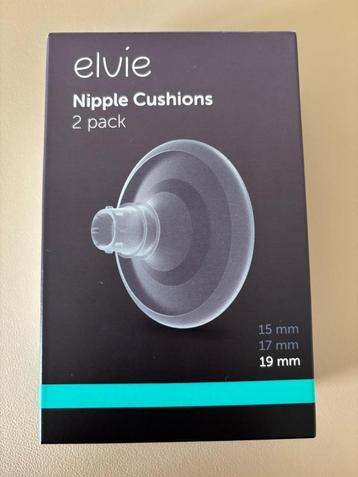 elvie
Nipple Cushions
2 pack
15 mm
17 mm
19 mm